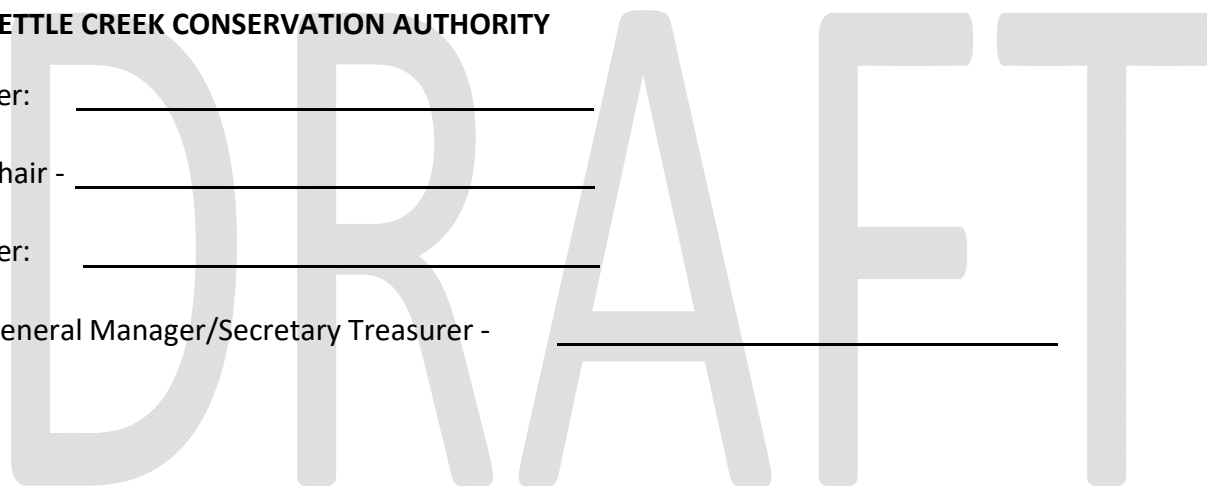 ETTLE CREEK CONSERVATION AUTHORITY
er:
hair -
er:
eneral Manager/Secretary Treasurer -
DRAFT